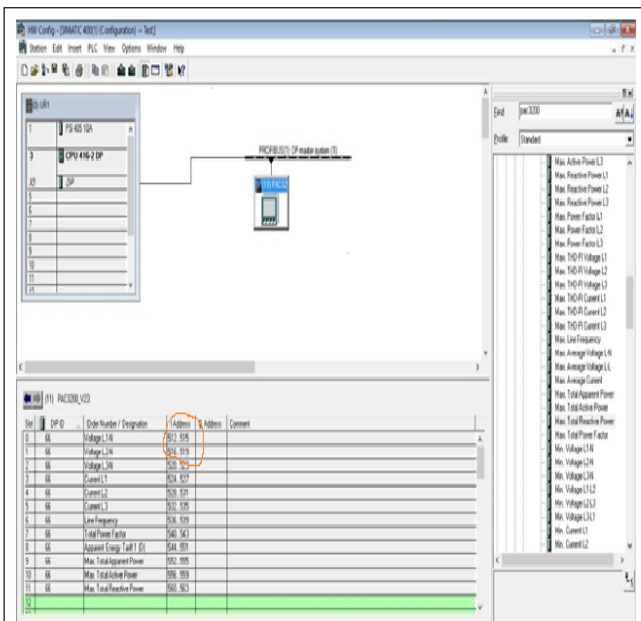 HW Config - [SIMATIC 400(1) (Configuration) -- Test]
Station Edit Insert PLC View Options Window Help
(0) UR1
1 PS 405 10A
3 CPU 416-2 DP
X1 DP
5
6
7
8
9
10
11
PROFIBUS(1): DP master system (1)
(11) PAC32
Find: pac3200
Profile: Standard
Max. Active Power L3
Max. Reactive Power L1
Max. Reactive Power L2
Max. Reactive Power L3
Max. Power Factor L1
Max. Power Factor L2
Max. Power Factor L3
Max. THD-R Voltage L1
Max. THD-R Voltage L2
Max. THD-R Voltage L3
Max. THD-R Current L1
Max. THD-R Current L2
Max. THD-R Current L3
Max. Line Frequency
Max. Average Voltage L-N
Max. Average Voltage L-L
Max. Average Current
Max. Total Apparent Power
Max. Total Active Power
Max. Total Reactive Power
Max. Total Power Factor
Min. Voltage L1-N
Min. Voltage L2-N
Min. Voltage L3-N
Min. Voltage L1-L2
Min. Voltage L2-L3
Min. Voltage L3-L1
Min. Current L1
Min. Current L2
(11) PAC3200_V23
Slot DP ID ... Order Number / Designation I Address Q Address Comment
0 66 Voltage L1-N 512...515
1 66 Voltage L2-N 516...519
2 66 Voltage L3-N 520...523
3 66 Current L1 524...527
4 66 Current L2 528...531
5 66 Current L3 532...535
6 66 Line Frequency 536...539
7 66 Total Power Factor 540...543
8 66 Apparent Energy Tariff 1 (D) 544...551
9 66 Max. Total Apparent Power 552...555
10 66 Max. Total Active Power 556...559
11 66 Max. Total Reactive Power 560...563
12